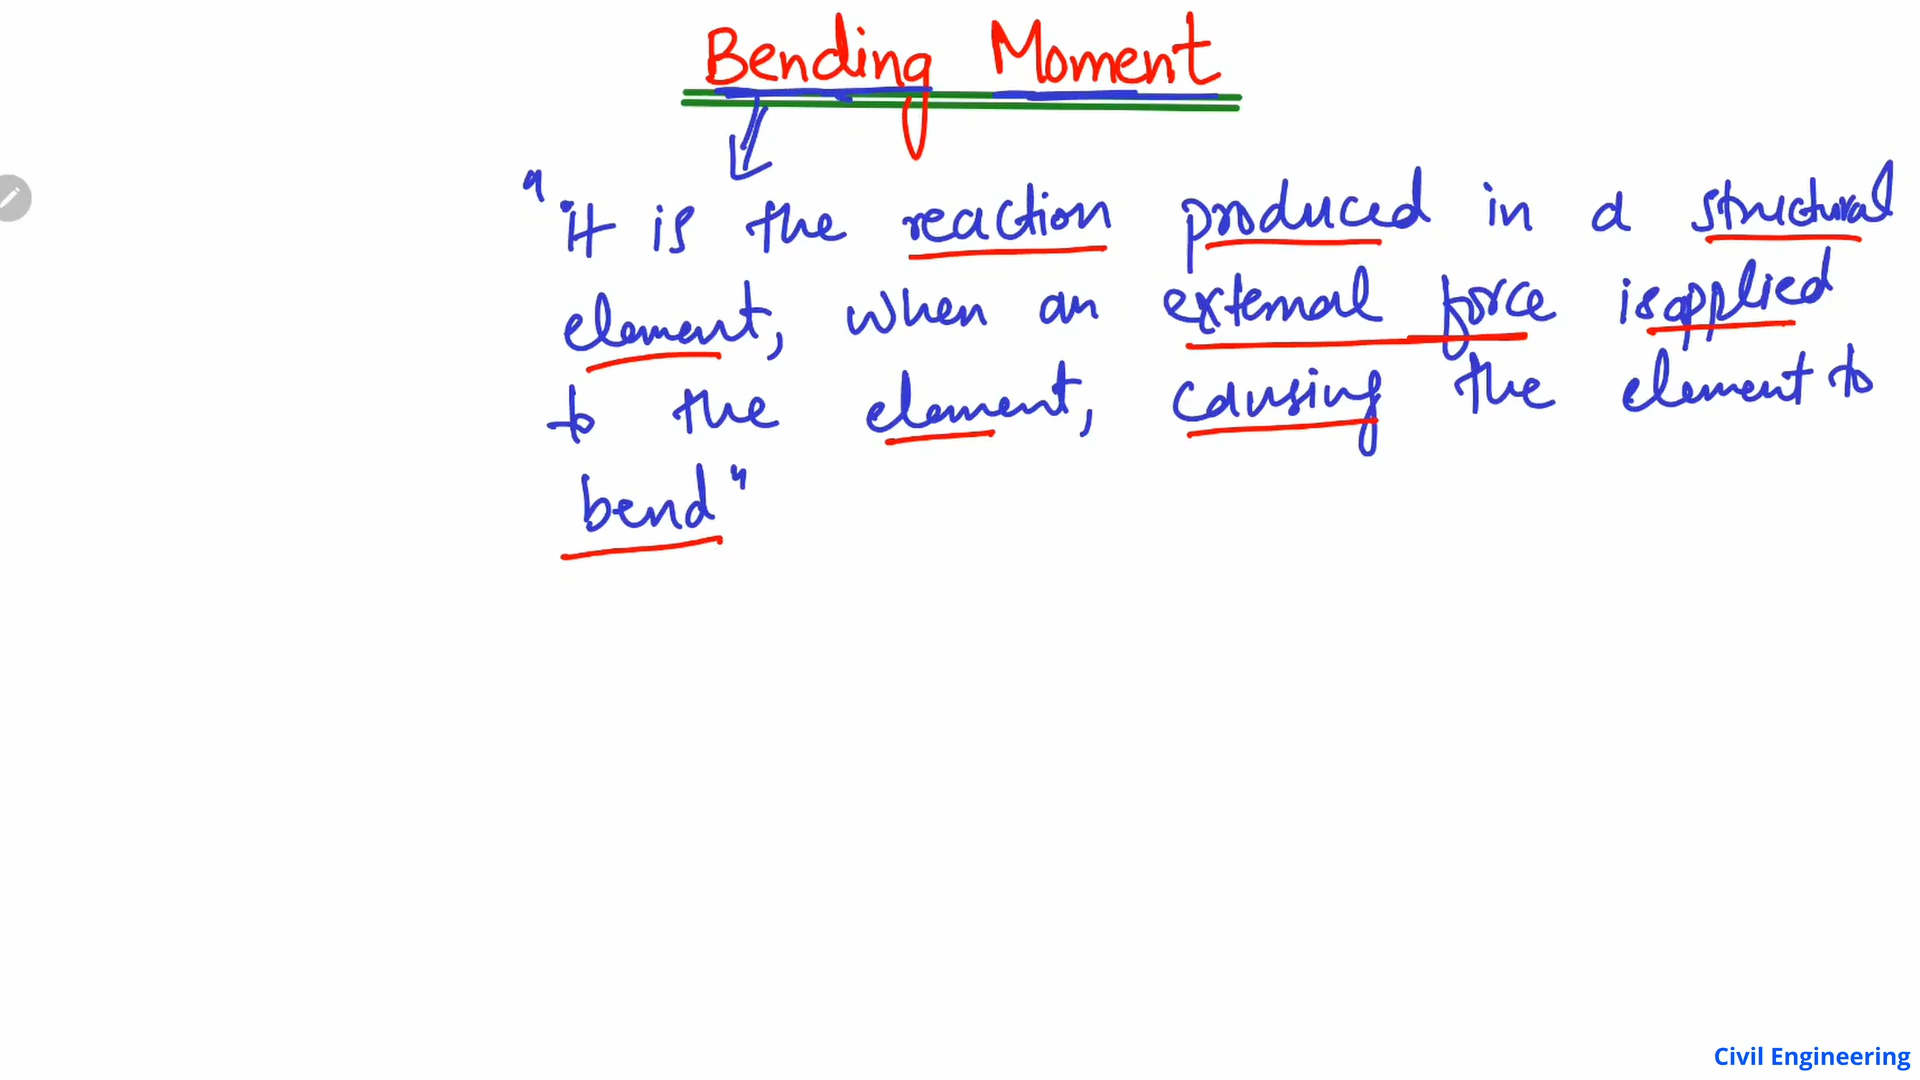 Bending Moment
"it is the reaction produced in a structural
element, when an external force is applied
to the element, causing the element to
bend"
Civil Engineering